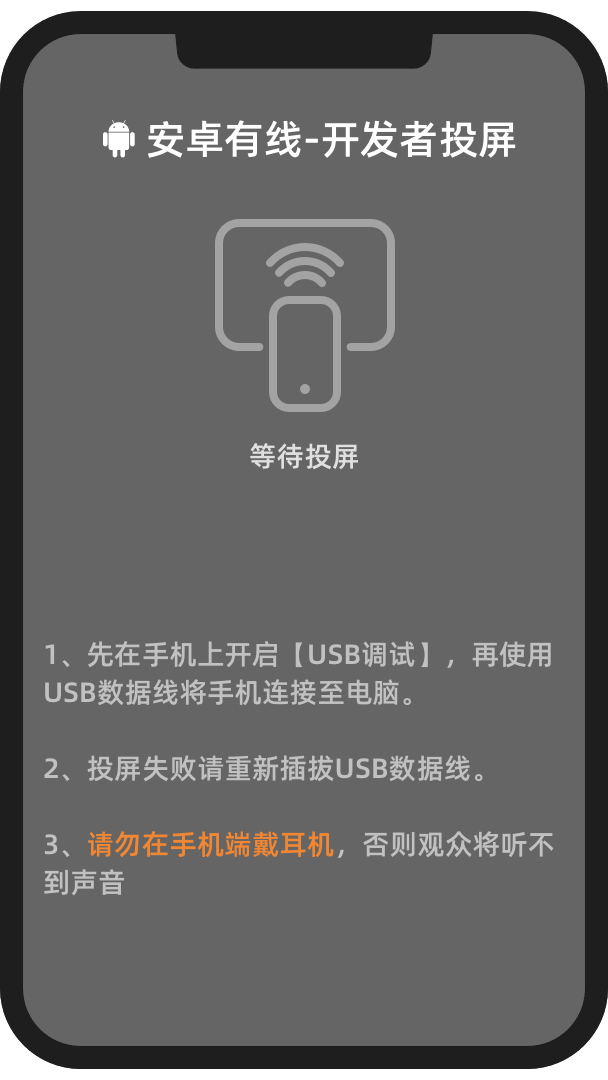 安卓有线-开发者投屏
等待投屏
1、先在手机上开启【USB调试】，再使用
USB数据线将手机连接至电脑。
2、投屏失败请重新插拔USB数据线。
3、请勿在手机端戴耳机，否则观众将听不
到声音